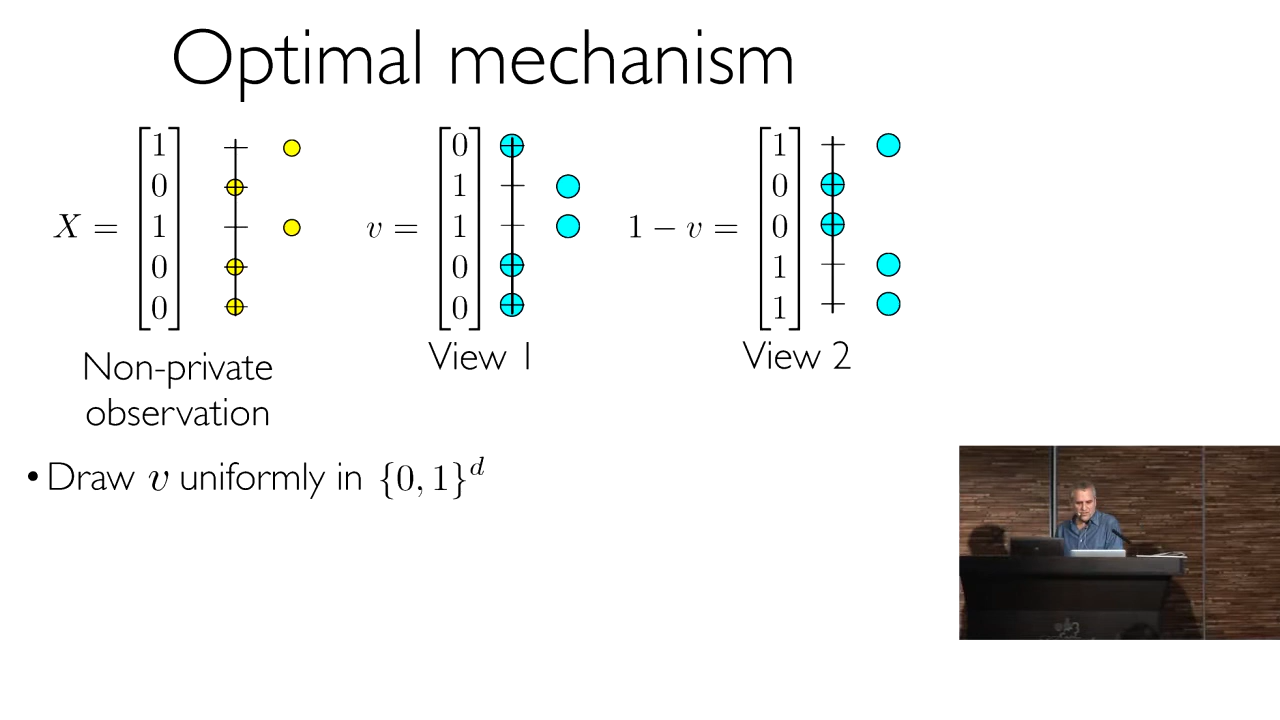 Optimal mechanism
X = [1 0 1 0 0]
v = [0 1 1 0 0]
1 − v = [1 0 0 1 1]
Non-private
observation
View 1
View 2
• Draw v uniformly in {0, 1}^d